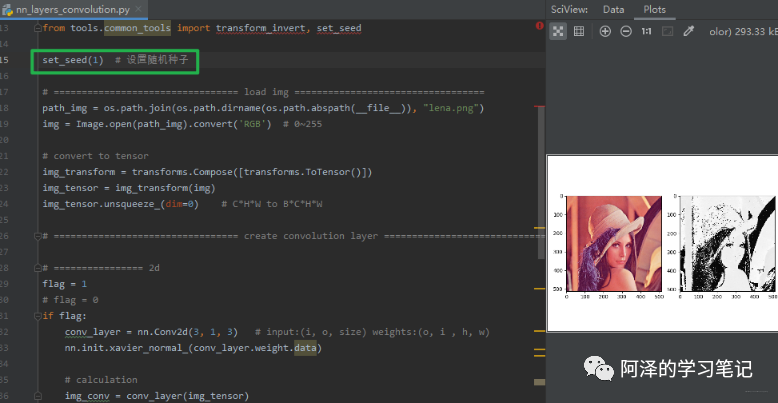 nn_layers_convolution.py
SciView: Data Plots
1:1 olor) 293.33 kE
13 from tools.common_tools import transform_invert, set_seed
14
15 set_seed(1) # 设置随机种子
16
17 # =============================== load img ================================
18 path_img = os.path.join(os.path.dirname(os.path.abspath(__file__)), "lena.png")
19 img = Image.open(path_img).convert('RGB') # 0~255
20
21 # convert to tensor
22 img_transform = transforms.Compose([transforms.ToTensor()])
23 img_tensor = img_transform(img)
24 img_tensor.unsqueeze_(dim=0) # C*H*W to B*C*H*W
25
26 # =============================== create convolution layer ===========================
27
28 # ================ 2d
29 flag = 1
30 # flag = 0
31 if flag:
32 conv_layer = nn.Conv2d(3, 1, 3) # input:(i, o, size) weights:(o, i , h, w)
33 nn.init.xavier_normal_(conv_layer.weight.data)
34
35 # calculation
36 img_conv = conv_layer(img_tensor)
0
100
200
300
400
500
0 100 200 300 400 500
0
100
200
300
400
500
0 100 200 300 400 500
阿泽的学习笔记